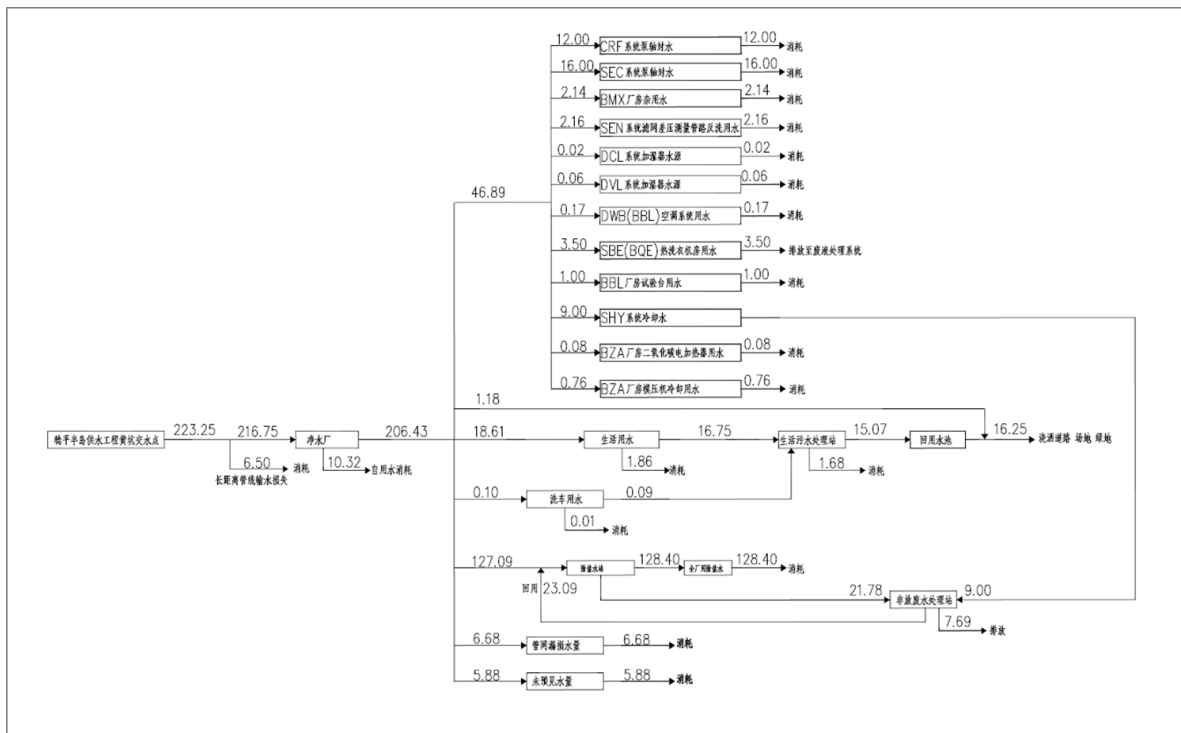 12.00 CRF系统泵轴封水 12.00 消耗
16.00 SEC系统泵轴封水 16.00 消耗
2.14 BMX厂房杂用水 2.14 消耗
2.16 SEN系统滤网差压测量管路反洗用水 2.16 消耗
0.02 DCL系统加湿器水源 0.02 消耗
46.89 0.06 DVL系统加湿器水源 0.06 消耗
0.17 DWB(BBL)空调系统用水 0.17 消耗
3.50 SBE(BQE)热洗衣机房用水 3.50 排放至废液处理系统
1.00 BBL厂房试验台用水 1.00 消耗
9.00 SHY系统冷却水
0.08 BZA厂房二氧化碳电加热器用水 0.08 消耗
0.76 BZA厂房模压机冷却用水 0.76 消耗
1.18
稔平半岛供水工程黄坑交水点 223.25 216.75 净水厂 206.43 18.61 生活用水 16.75 生活污水处理站 15.07 回用水池 16.25 浇洒道路 场地 绿地
6.50 消耗 10.32 自用水消耗 1.86 消耗 1.68 消耗
长距离管线输水损失
0.10 洗车用水 0.09
0.01 消耗
127.09 除盐水站 128.40 全厂用除盐水 128.40 消耗
回用 23.09 21.78 非放废水处理站 9.00
7.69 排放
6.68 管网漏损水量 6.68 消耗
5.88 未预见水量 5.88 消耗